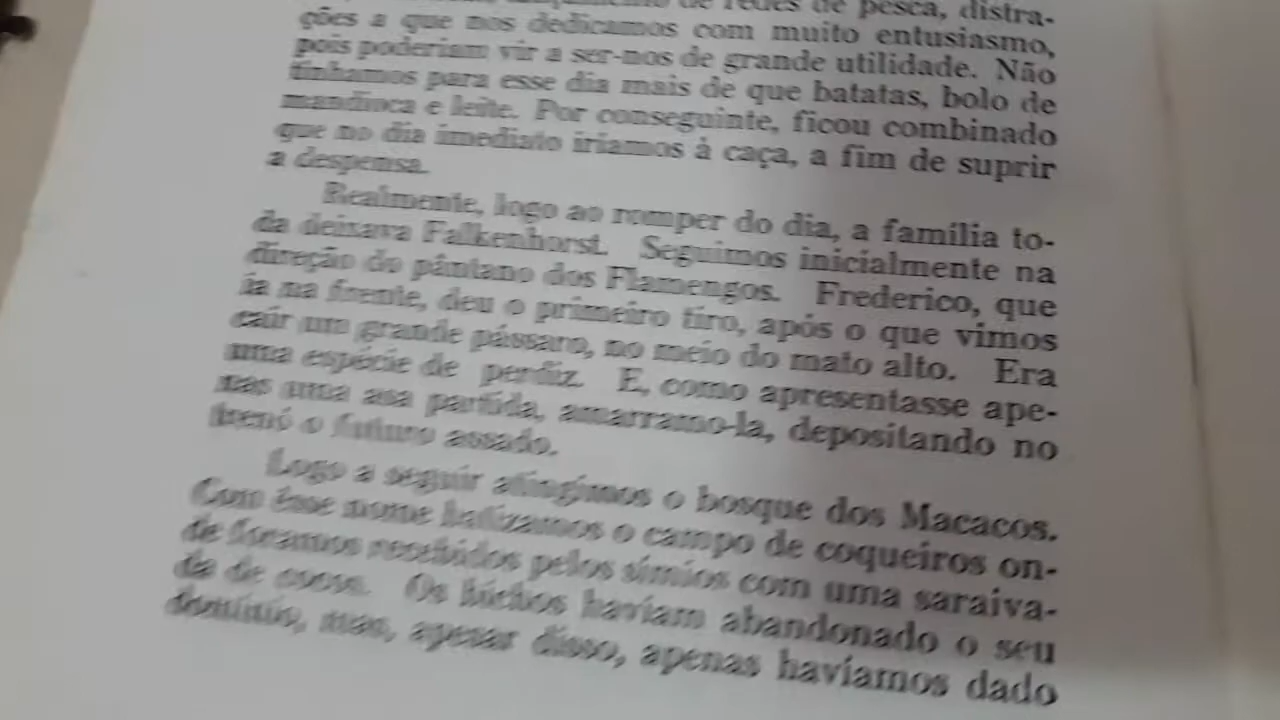 de redes de pesca, distra-
ções a que nos dedicamos com muito entusiasmo,
pois poderiam vir a ser-nos de grande utilidade. Não
tínhamos para esse dia mais de que batatas, bolo de
mandioca e leite. Por conseguinte, ficou combinado
que no dia imediato iríamos à caça, a fim de suprir
a despensa.
Realmente, logo ao romper do dia, a família to-
da deixava Falkenhorst. Seguimos inicialmente na
direção do pântano dos Flamengos. Frederico, que
ia na frente, deu o primeiro tiro, após o que vimos
cair um grande pássaro, no meio do mato alto. Era
uma espécie de perdiz. E, como apresentasse ape-
nas uma asa partida, amarramo-la, depositando no
trenó o futuro assado.
Logo a seguir atingimos o bosque dos Macacos.
Com êsse nome batizamos o campo de coqueiros on-
de foramos recebidos pelos símios com uma saraiva-
da de cocos. Os bichos haviam abandonado o seu
domínio, mas, apesar disso, apenas havíamos dado